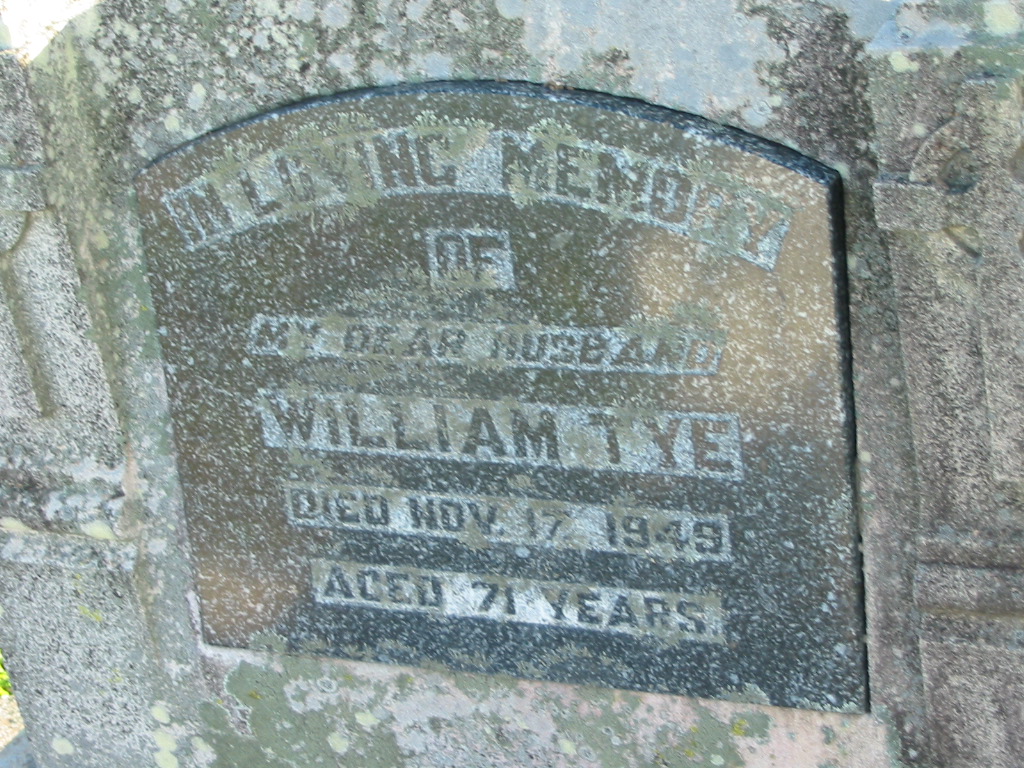 IN LOVING MEMORY
OF
MY DEAR HUSBAND
WILLIAM TYE
DIED NOV. 17, 1949
AGED 71 YEARS